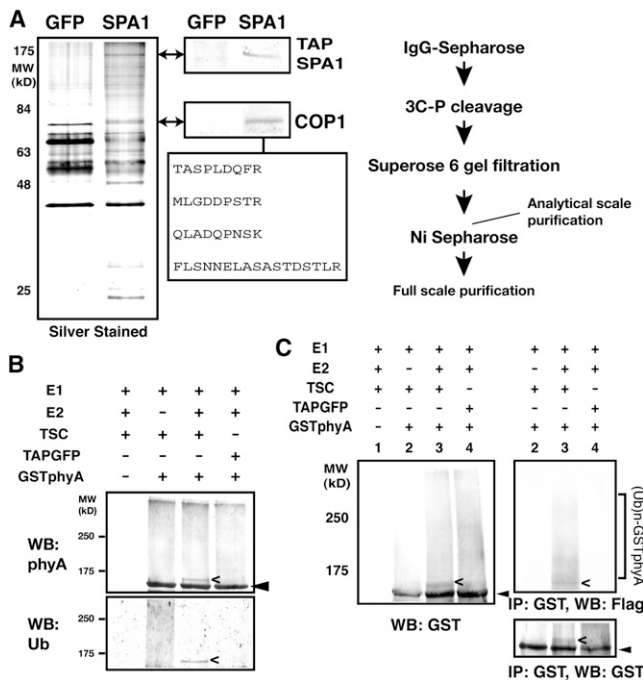 A
GFP SPA1
175
MW
(kD)
84
63
48
25
Silver Stained
GFP SPA1
TAP
SPA1
COP1
TASPLDQFR
MLGDDPSTR
QLADQPNSK
FLSNNELASASTDSTLR
IgG-Sepharose
3C-P cleavage
Superose 6 gel filtration
Analytical scale
purification
Ni Sepharose
Full scale purification
B
E1 + + + +
E2 + - + +
TSC + + + -
TAPGFP - - - +
GSTphyA - + + +
MW
(kD)
WB:
phyA
250
175
<
WB:
Ub
250
175
<
C
E1 + + + + + + +
E2 + - + + - + +
TSC + + + - + + -
TAPGFP - - - + - - +
GSTphyA - + + + + + +
1 2 3 4 2 3 4
MW
(kD)
250
175
<
WB: GST
(Ub)n-GSTphyA
<
IP: GST, WB: Flag
<
IP: GST, WB: GST